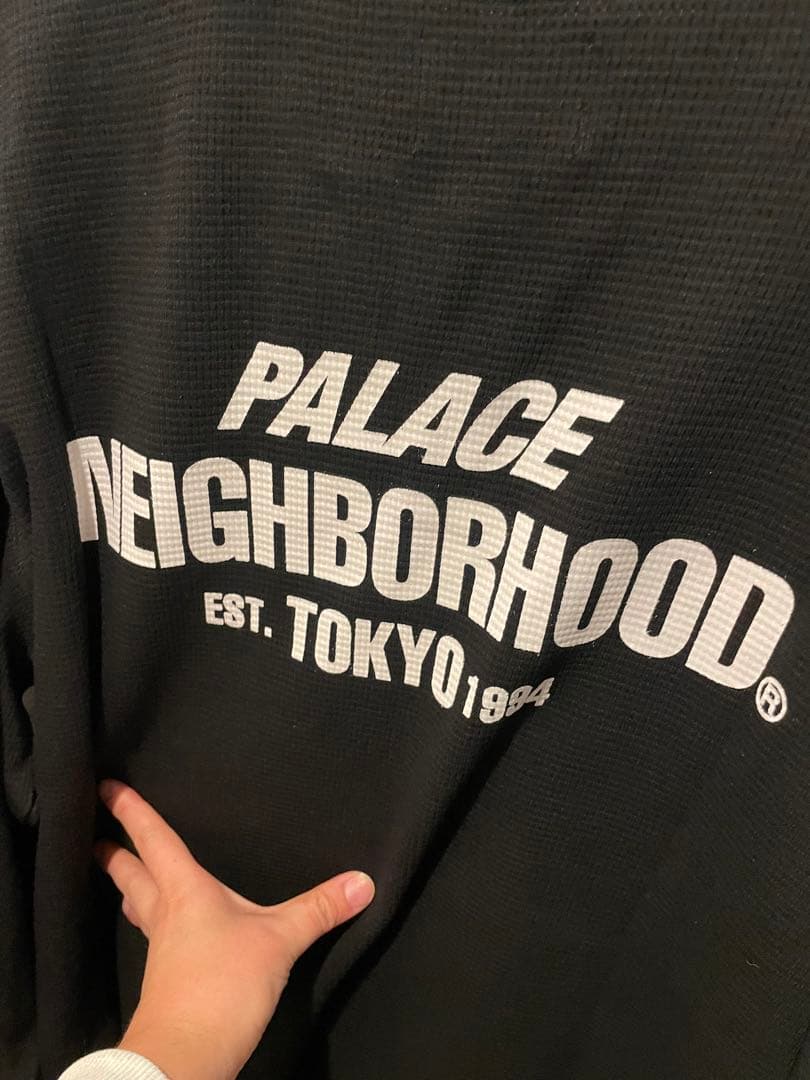 PALACE
NEIGHBORHOOD®
EST. TOKYO 1994